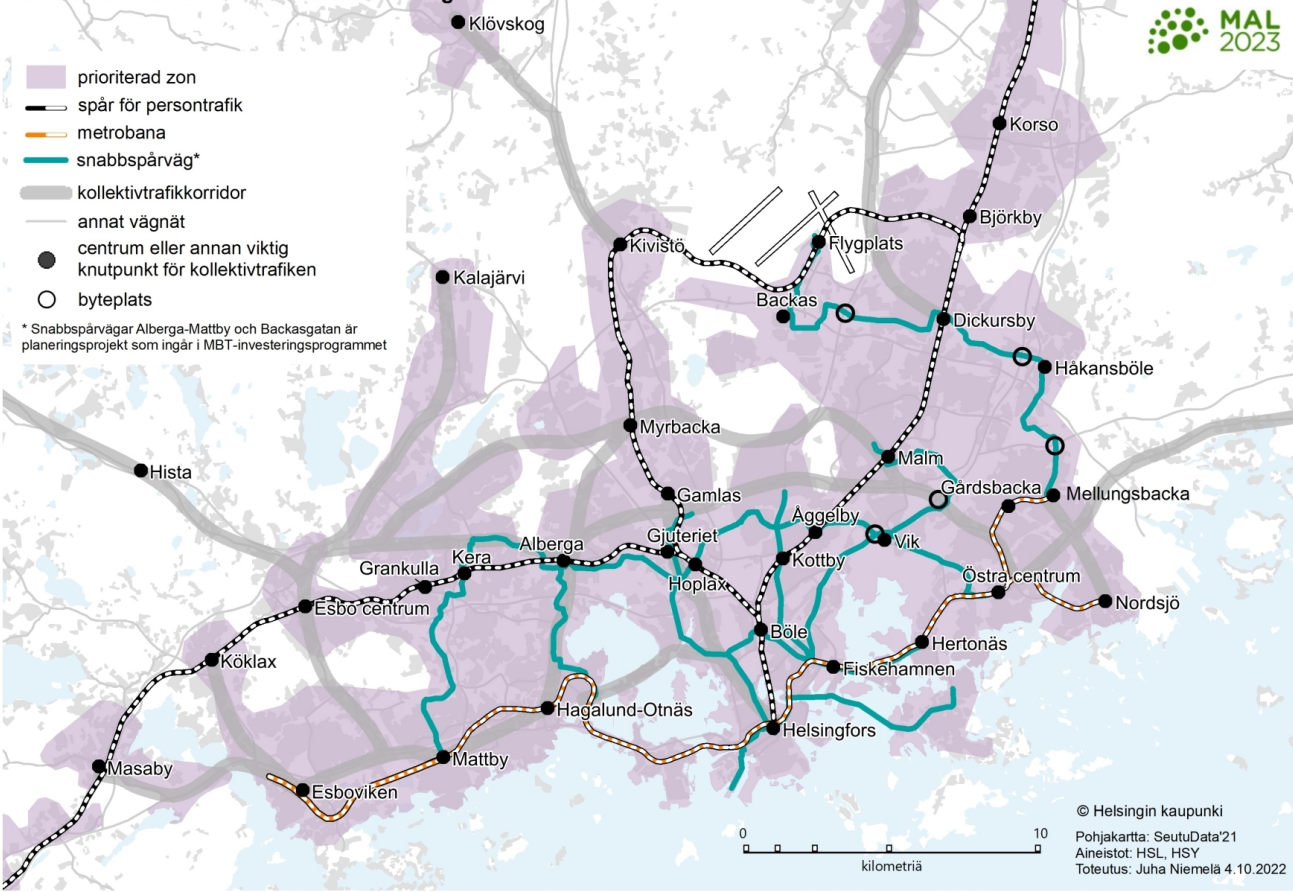 Klövskog
MAL
2023
prioriterad zon
spår för persontrafik
metrobana
snabbspårväg*
kollektivtrafikkorridor
annat vägnät
centrum eller annan viktig
knutpunkt för kollektivtrafiken
byteplats
* Snabbspårvägar Alberga-Mattby och Backasgatan är
planeringsprojekt som ingår i MBT-investeringsprogrammet
Korso
Björkby
Kivistö
Flygplats
Kalajärvi
Backas
Dickursby
Håkansböle
Myrbacka
Malm
Hista
Gamlas
Gårdsbacka
Mellungsbacka
Åggelby
Gjuteriet
Vik
Alberga
Kera
Grankulla
Hoplax
Kottby
Östra centrum
Esbo centrum
Nordsjö
Böle
Hertonäs
Köklax
Fiskehamnen
Hagalund-Otnäs
Helsingfors
Masaby
Mattby
Esboviken
0
10
kilometriä
© Helsingin kaupunki
Pohjakartta: SeutuData'21
Aineistot: HSL, HSY
Toteutus: Juha Niemelä 4.10.2022